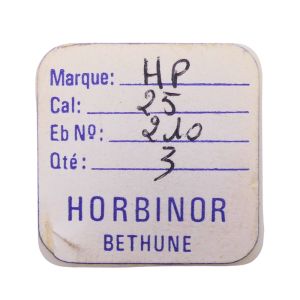 Marque: HP
Cal: 25
Eb Nº: 210
Qté: 3
HORBINOR
BETHUNE